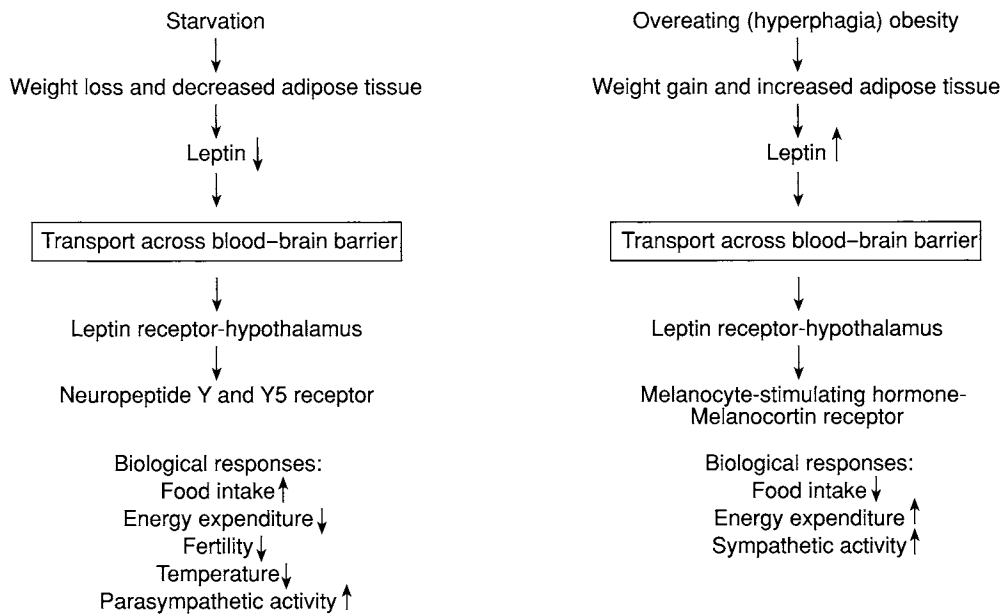 Starvation
Weight loss and decreased adipose tissue
Leptin ↓
Transport across blood–brain barrier
Leptin receptor-hypothalamus
Neuropeptide Y and Y5 receptor
Biological responses:
Food intake ↑
Energy expenditure ↓
Fertility ↓
Temperature ↓
Parasympathetic activity ↑
Overeating (hyperphagia) obesity
Weight gain and increased adipose tissue
Leptin ↑
Transport across blood–brain barrier
Leptin receptor-hypothalamus
Melanocyte-stimulating hormone-
Melanocortin receptor
Biological responses:
Food intake ↓
Energy expenditure ↑
Sympathetic activity ↑